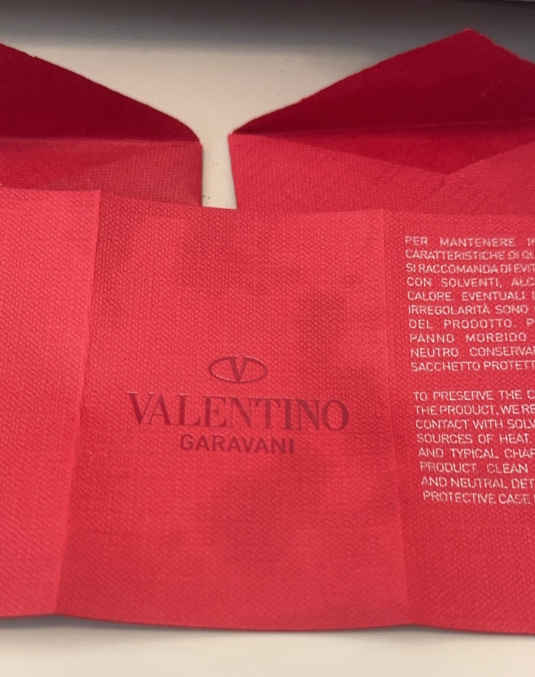 V
VALENTINO
GARAVANI
PER MANTENERE
CARATTERISTICHE DI
SI RACCOMANDA DI
CON SOLVENTI,
CALORE. EVENTUALI
IRREGOLARITÀ SONO
DEL PRODOTTO.
PANNO MORBIDO
NEUTRO. CONSERVA
SACCHETTO
TO PRESERVE THE
THE PRODUCT, WE
CONTACT WITH
SOURCES OF HEAT.
AND TYPICAL
PRODUCT. CLEAN
AND NEUTRAL
PROTECTIVE CASE